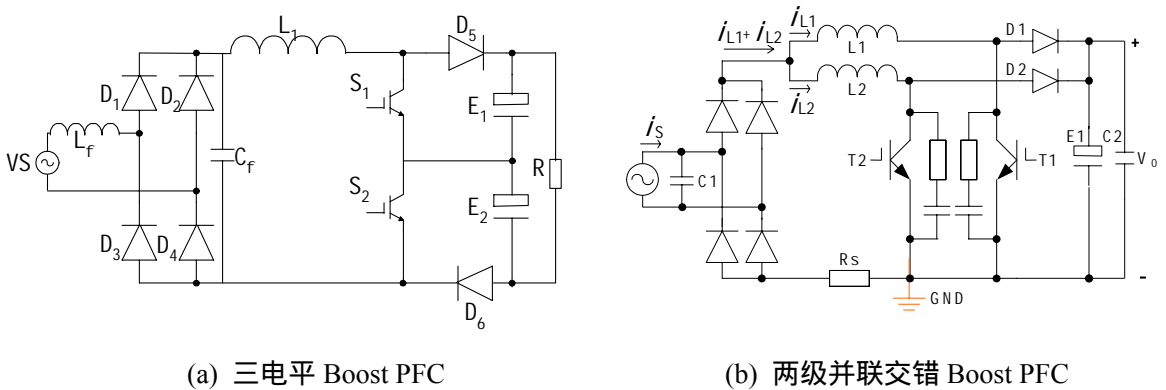 L1
D5
D1
D2
S1
E1
Lf
VS
Cf
R
S2
E2
D3
D4
D6
(a) 三电平 Boost PFC
iL1+ iL2
iL1
L1
D1
+
iL2
L2
D2
iS
C1
T2
T1
E1 C2
Vo
Rs
GND
-
(b) 两级并联交错 Boost PFC